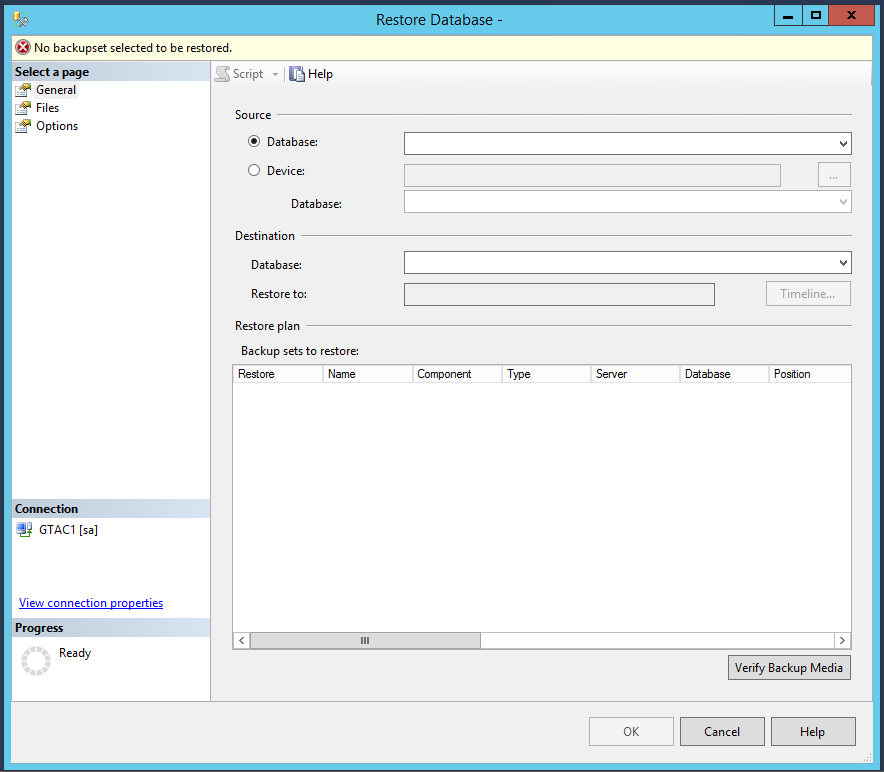 Restore Database -
No backupset selected to be restored.
Select a page
General
Files
Options
Script
Help
Source
Database:
Device:
...
Database:
Destination
Database:
Restore to:
Timeline...
Restore plan
Backup sets to restore:
Restore Name Component Type Server Database Position
Connection
GTAC1 [sa]
View connection properties
Progress
Ready
Verify Backup Media
OK Cancel Help